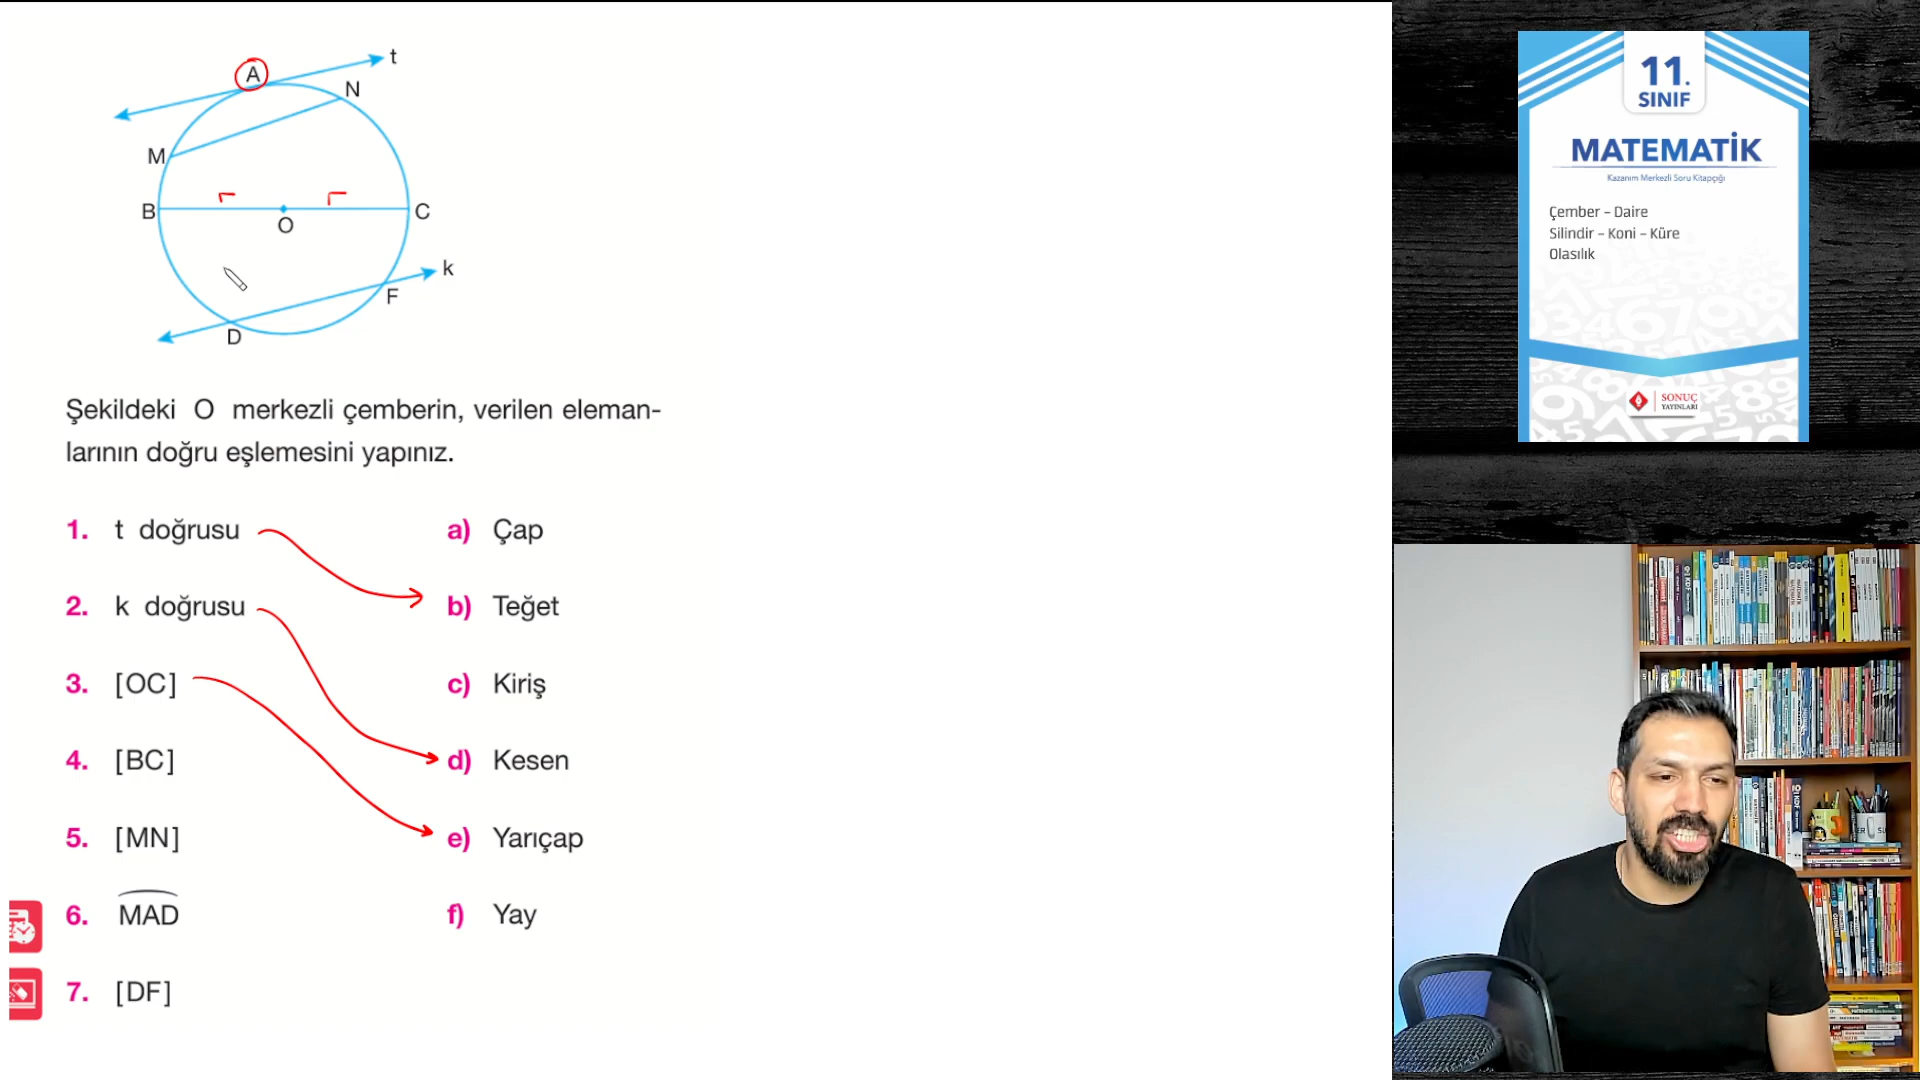 A
t
N
M
r
r
B
O
C
k
F
D
Şekildeki O merkezli çemberin, verilen eleman-
larının doğru eşlemesini yapınız.
1. t doğrusu
a) Çap
2. k doğrusu
b) Teğet
3. [OC]
c) Kiriş
4. [BC]
d) Kesen
5. [MN]
e) Yarıçap
6. MAD
f) Yay
7. [DF]
11.
SINIF
MATEMATİK
Kazanım Merkezli Soru Kitapçığı
Çember – Daire
Silindir – Koni – Küre
Olasılık
SONUÇ
YAYINLARI